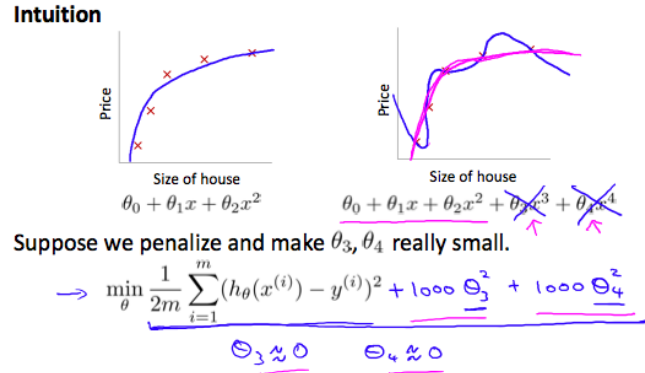 Intuition
Price Price
Size of house Size of house
θ₀ + θ₁x + θ₂x² θ₀ + θ₁x + θ₂x² + θ₃x³ + θ₄x⁴
Suppose we penalize and make θ₃, θ₄ really small.
→ min_θ 1/2m ∑_{i=1}^{m} (h_θ(x^{(i)}) − y^{(i)})² + 1000 θ₃² + 1000 θ₄²
θ₃ ≈ 0 θ₄ ≈ 0